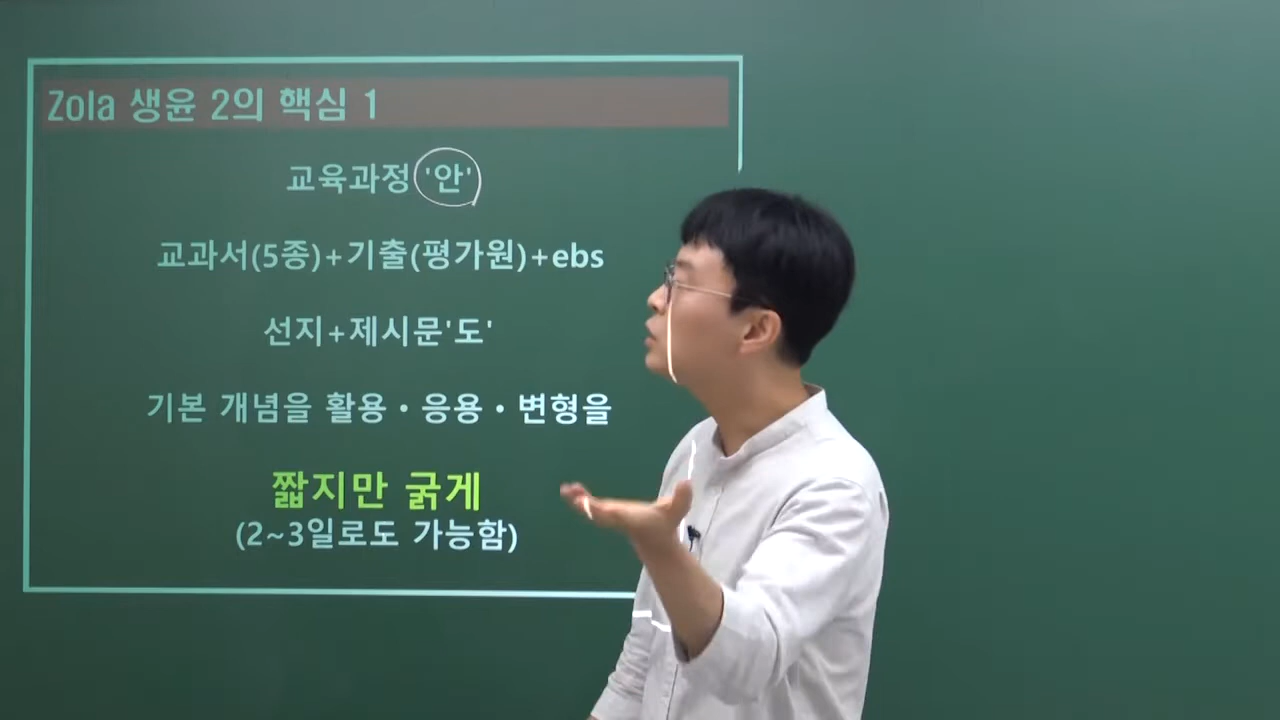 Zola 생윤 2의 핵심 1
교육과정 '안'
교과서(5종)+기출(평가원)+ebs
선지+제시문'도'
기본 개념을 활용・응용・변형을
짧지만 굵게
(2~3일로도 가능함)